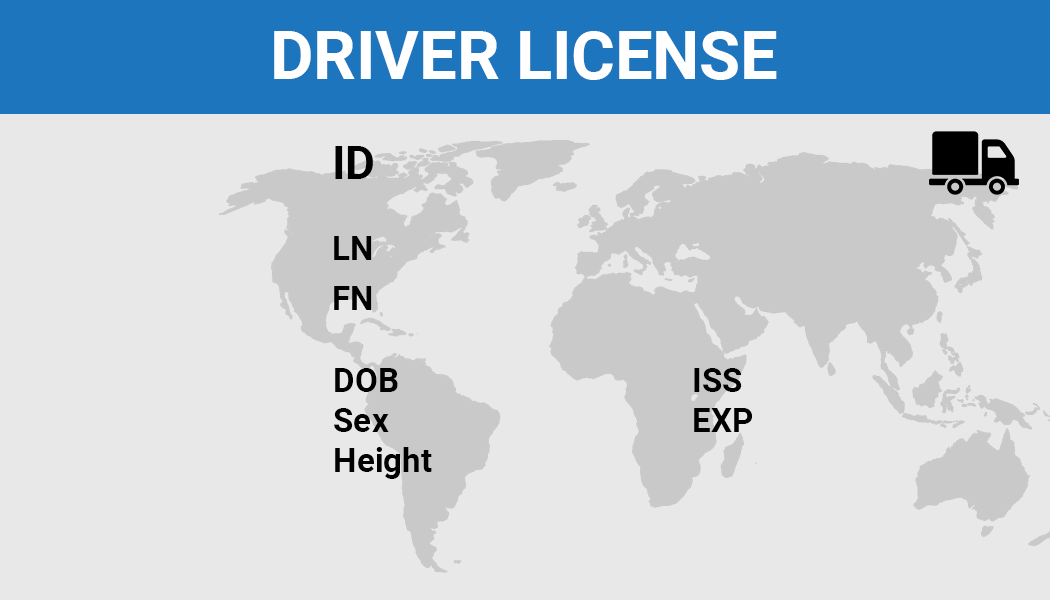 DRIVER LICENSE
ID
LN
FN
DOB
ISS
Sex
EXP
Height